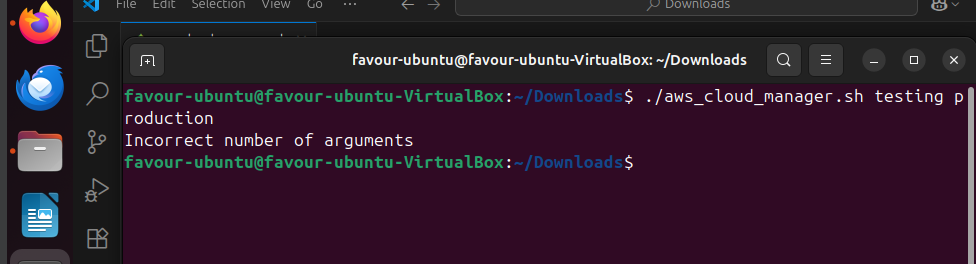 File Edit Selection View Go ··· ← → Downloads
favour-ubuntu@favour-ubuntu-VirtualBox: ~/Downloads
favour-ubuntu@favour-ubuntu-VirtualBox:~/Downloads$ ./aws_cloud_manager.sh testing p
roduction
Incorrect number of arguments
favour-ubuntu@favour-ubuntu-VirtualBox:~/Downloads$